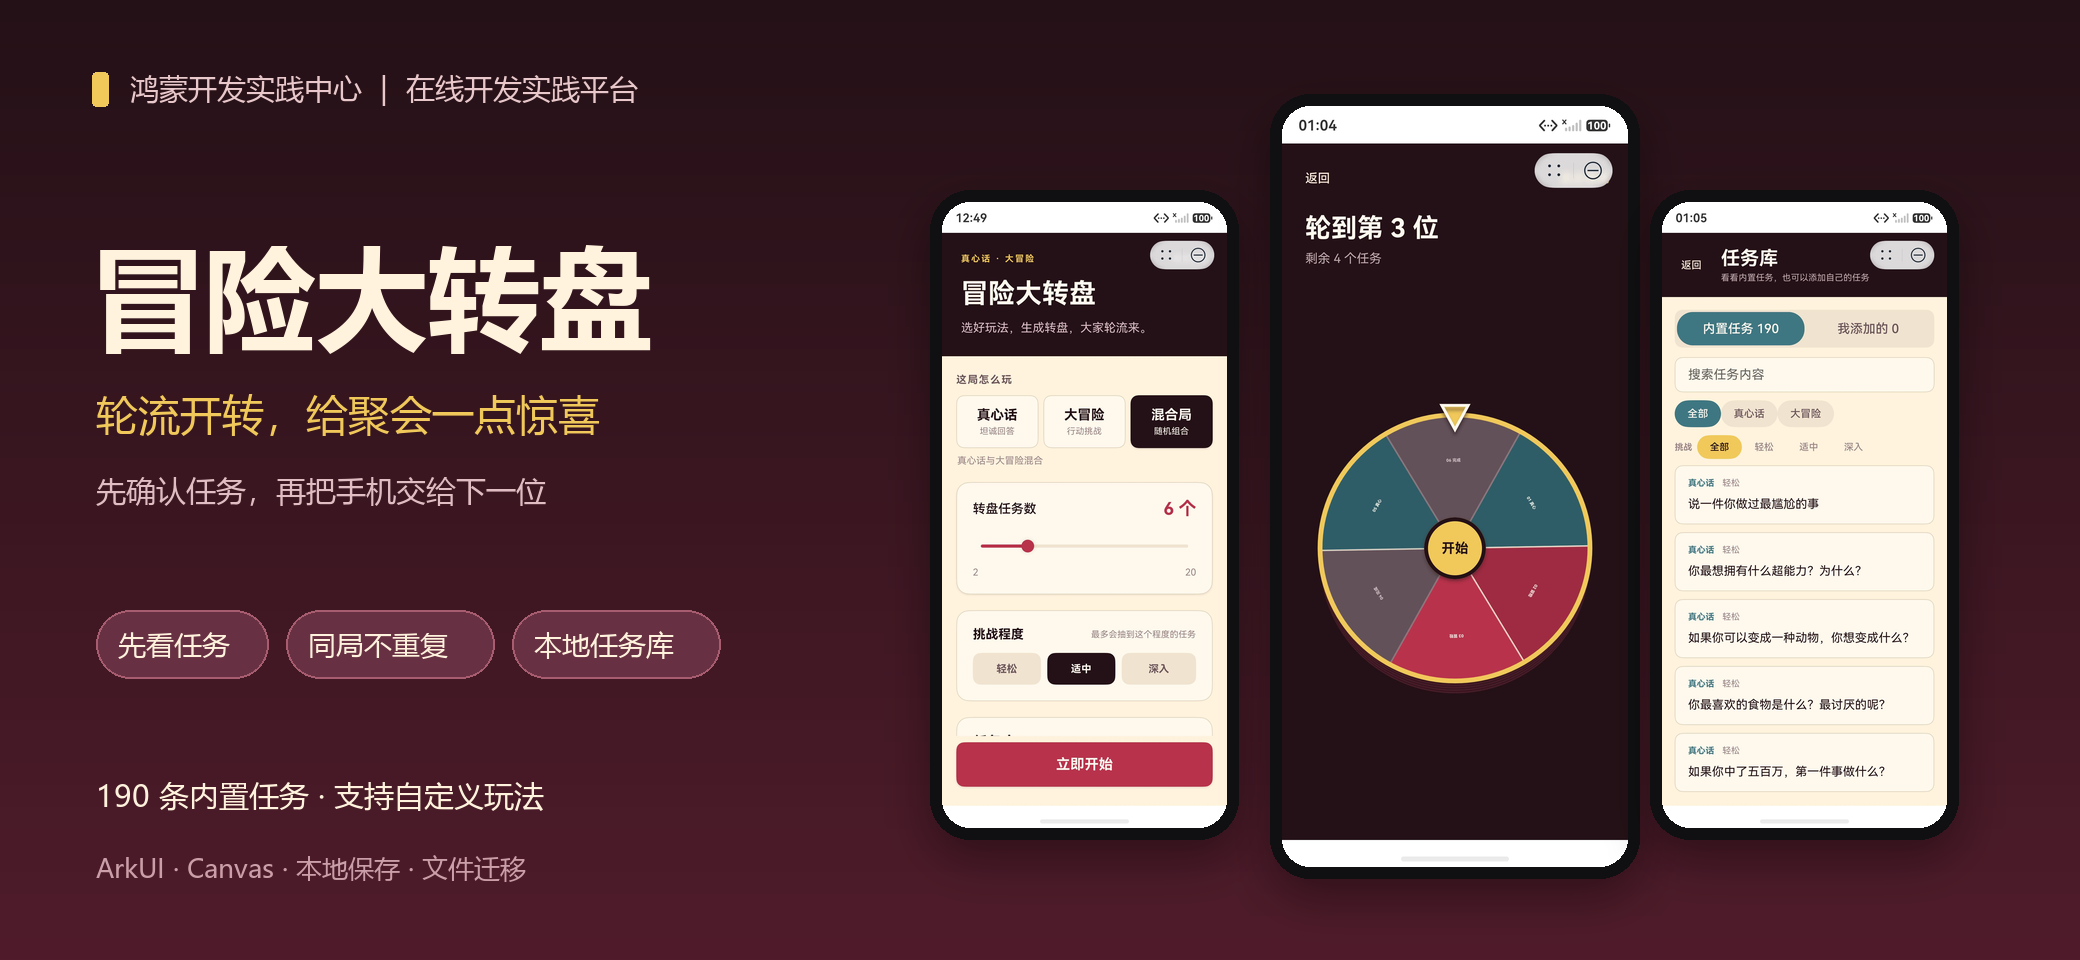 鸿蒙开发实践中心 | 在线开发实践平台
冒险大转盘
轮流开转，给聚会一点惊喜
先确认任务，再把手机交给下一位
先看任务 同局不重复 本地任务库
190 条内置任务 · 支持自定义玩法
ArkUI · Canvas · 本地保存 · 文件迁移
12:49 100
真心话 · 大冒险
冒险大转盘
选好玩法，生成转盘，大家轮流来。
这局怎么玩
真心话 大冒险 混合局
坦诚回答 行动挑战 随机组合
真心话与大冒险混合
转盘任务数 6 个
2 20
挑战程度 最多会抽到这个程度的任务
轻松 适中 深入
立即开始
01:04 100
返回
轮到第 3 位
剩余 4 个任务
开始
01:05 100
返回 任务库
看看内置任务，也可以添加自己的任务
内置任务 190 我添加的 0
搜索任务内容
全部 真心话 大冒险
挑战 全部 轻松 适中 深入
真心话 轻松
说一件你做过最尴尬的事
真心话 轻松
你最想拥有什么超能力？为什么？
真心话 轻松
如果你可以变成一种动物，你想变成什么？
真心话 轻松
你最喜欢的食物是什么？最讨厌的呢？
真心话 轻松
如果你中了五百万，第一件事做什么？